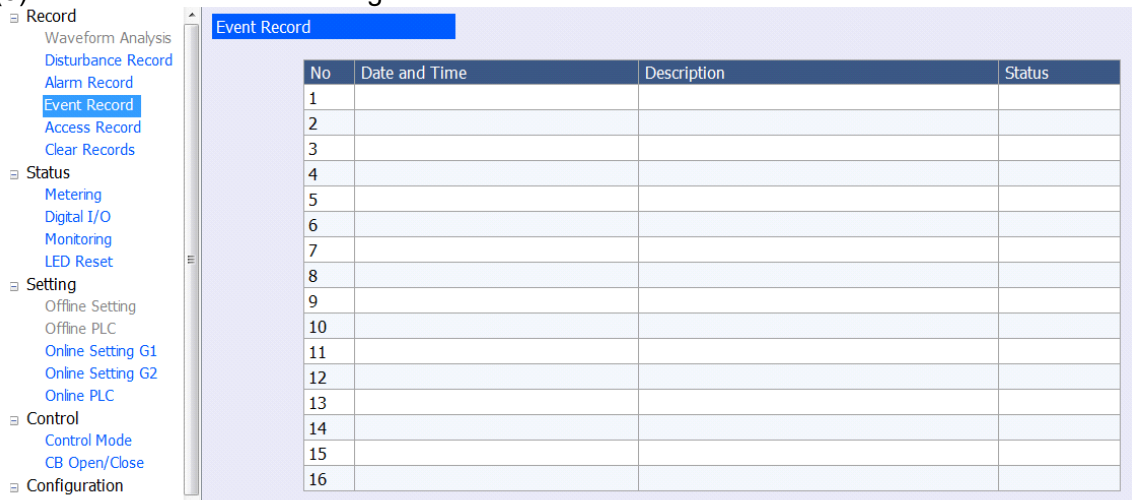 Record
Waveform Analysis
Disturbance Record
Alarm Record
Event Record
Access Record
Clear Records
Status
Metering
Digital I/O
Monitoring
LED Reset
Setting
Offline Setting
Offline PLC
Online Setting G1
Online Setting G2
Online PLC
Control
Control Mode
CB Open/Close
Configuration
Event Record
No Date and Time Description Status
1
2
3
4
5
6
7
8
9
10
11
12
13
14
15
16